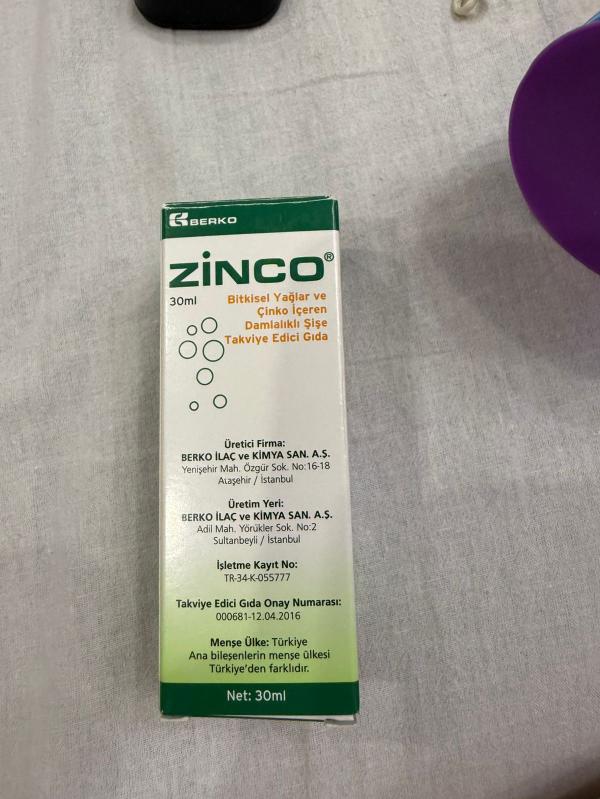 BERKO
ZİNCO®
30ml
Bitkisel Yağlar ve
Çinko İçeren
Damlalıklı Şişe
Takviye Edici Gıda
Üretici Firma:
BERKO İLAÇ ve KİMYA SAN. A.Ş.
Yenişehir Mah. Özgür Sok. No:16-18
Ataşehir / İstanbul
Üretim Yeri:
BERKO İLAÇ ve KİMYA SAN. A.Ş.
Adil Mah. Yörükler Sok. No:2
Sultanbeyli / İstanbul
İşletme Kayıt No:
TR-34-K-055777
Takviye Edici Gıda Onay Numarası:
000681-12.04.2016
Menşe Ülke: Türkiye
Ana bileşenlerin menşe ülkesi
Türkiye'den farklıdır.
Net: 30ml